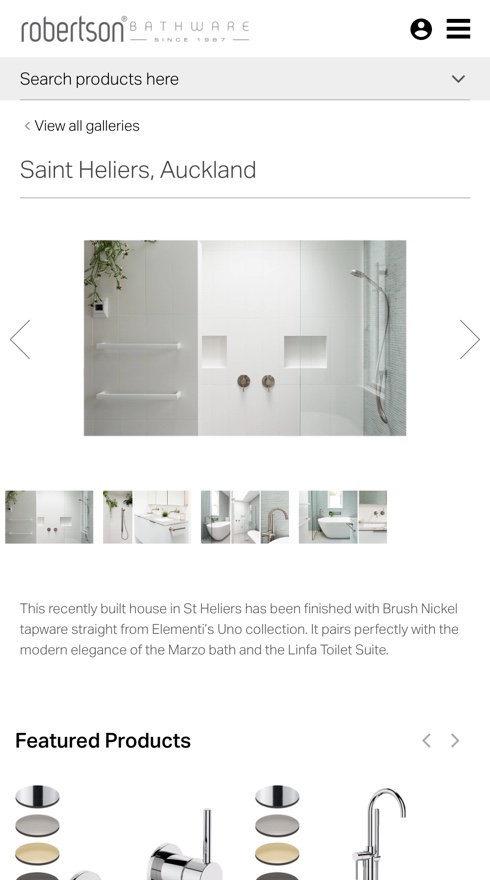 robertson® BATHWARE
SINCE 1987
Search products here
View all galleries
Saint Heliers, Auckland
This recently built house in St Heliers has been finished with Brush Nickel
tapware straight from Elementi's Uno collection. It pairs perfectly with the
modern elegance of the Marzo bath and the Linfa Toilet Suite.
Featured Products